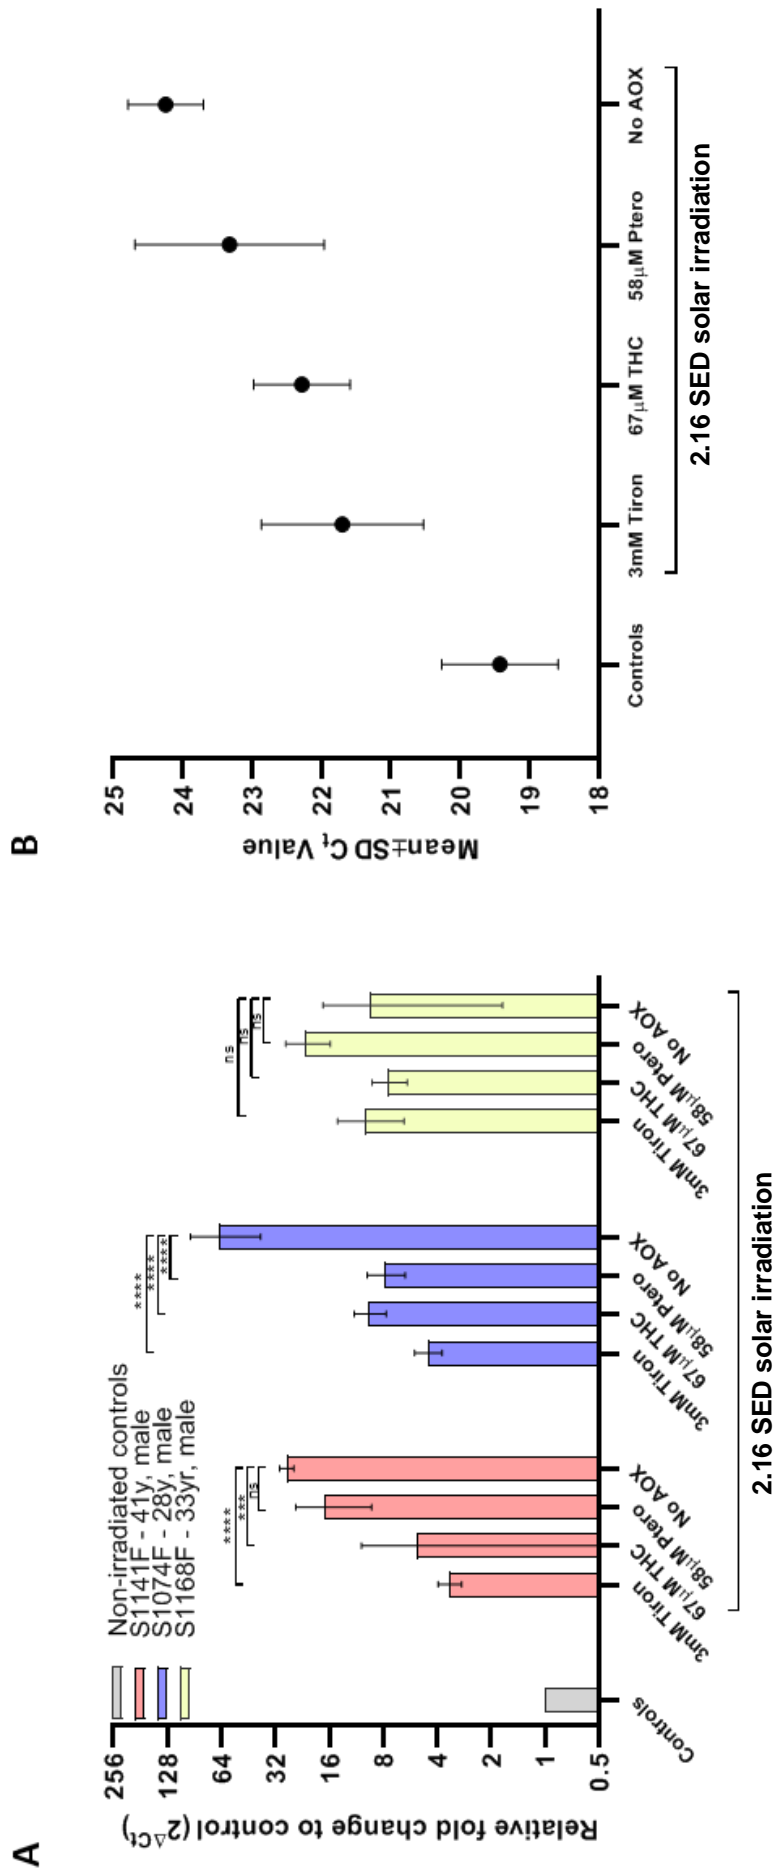 A
Relative fold change to control (2^ΔCt)
256
128
64
32
16
8
4
2
1
0.5
Non-irradiated controls
S1141F - 41y, male
S1074F - 28y, male
S1168F - 33yr, male
****
***
ns
****
****
****
ns
ns
ns
Controls
3mM Tiron
67μM THC
58μM Ptero
No AOX
3mM Tiron
67μM THC
58μM Ptero
No AOX
3mM Tiron
67μM THC
58μM Ptero
No AOX
2.16 SED solar irradiation
B
Mean±SD Ct Value
25
24
23
22
21
20
19
18
Controls
3mM Tiron
67μM THC
58μM Ptero
No AOX
2.16 SED solar irradiation